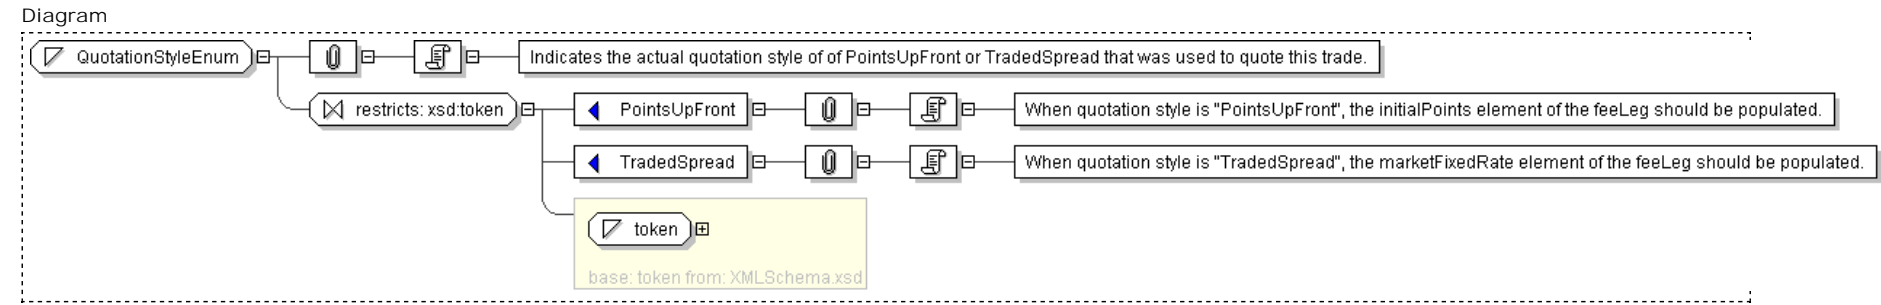 Diagram
QuotationStyleEnum
Indicates the actual quotation style of of PointsUpFront or TradedSpread that was used to quote this trade.
restricts: xsd:token
PointsUpFront
When quotation style is "PointsUpFront", the initialPoints element of the feeLeg should be populated.
TradedSpread
When quotation style is "TradedSpread", the marketFixedRate element of the feeLeg should be populated.
token
base: token from: XMLSchema.xsd